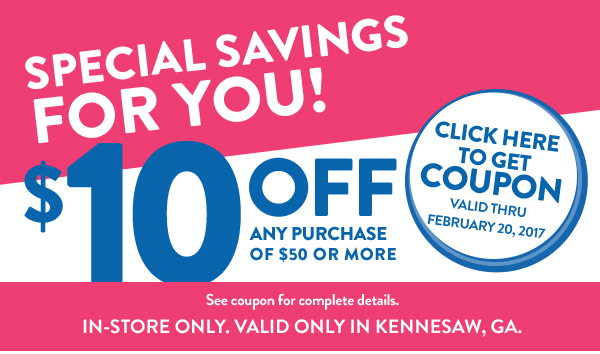 SPECIAL SAVINGS
FOR YOU!
$10 OFF
ANY PURCHASE
OF $50 OR MORE
CLICK HERE
TO GET
COUPON
VALID THRU
FEBRUARY 20, 2017
See coupon for complete details.
IN-STORE ONLY. VALID ONLY IN KENNESAW, GA.